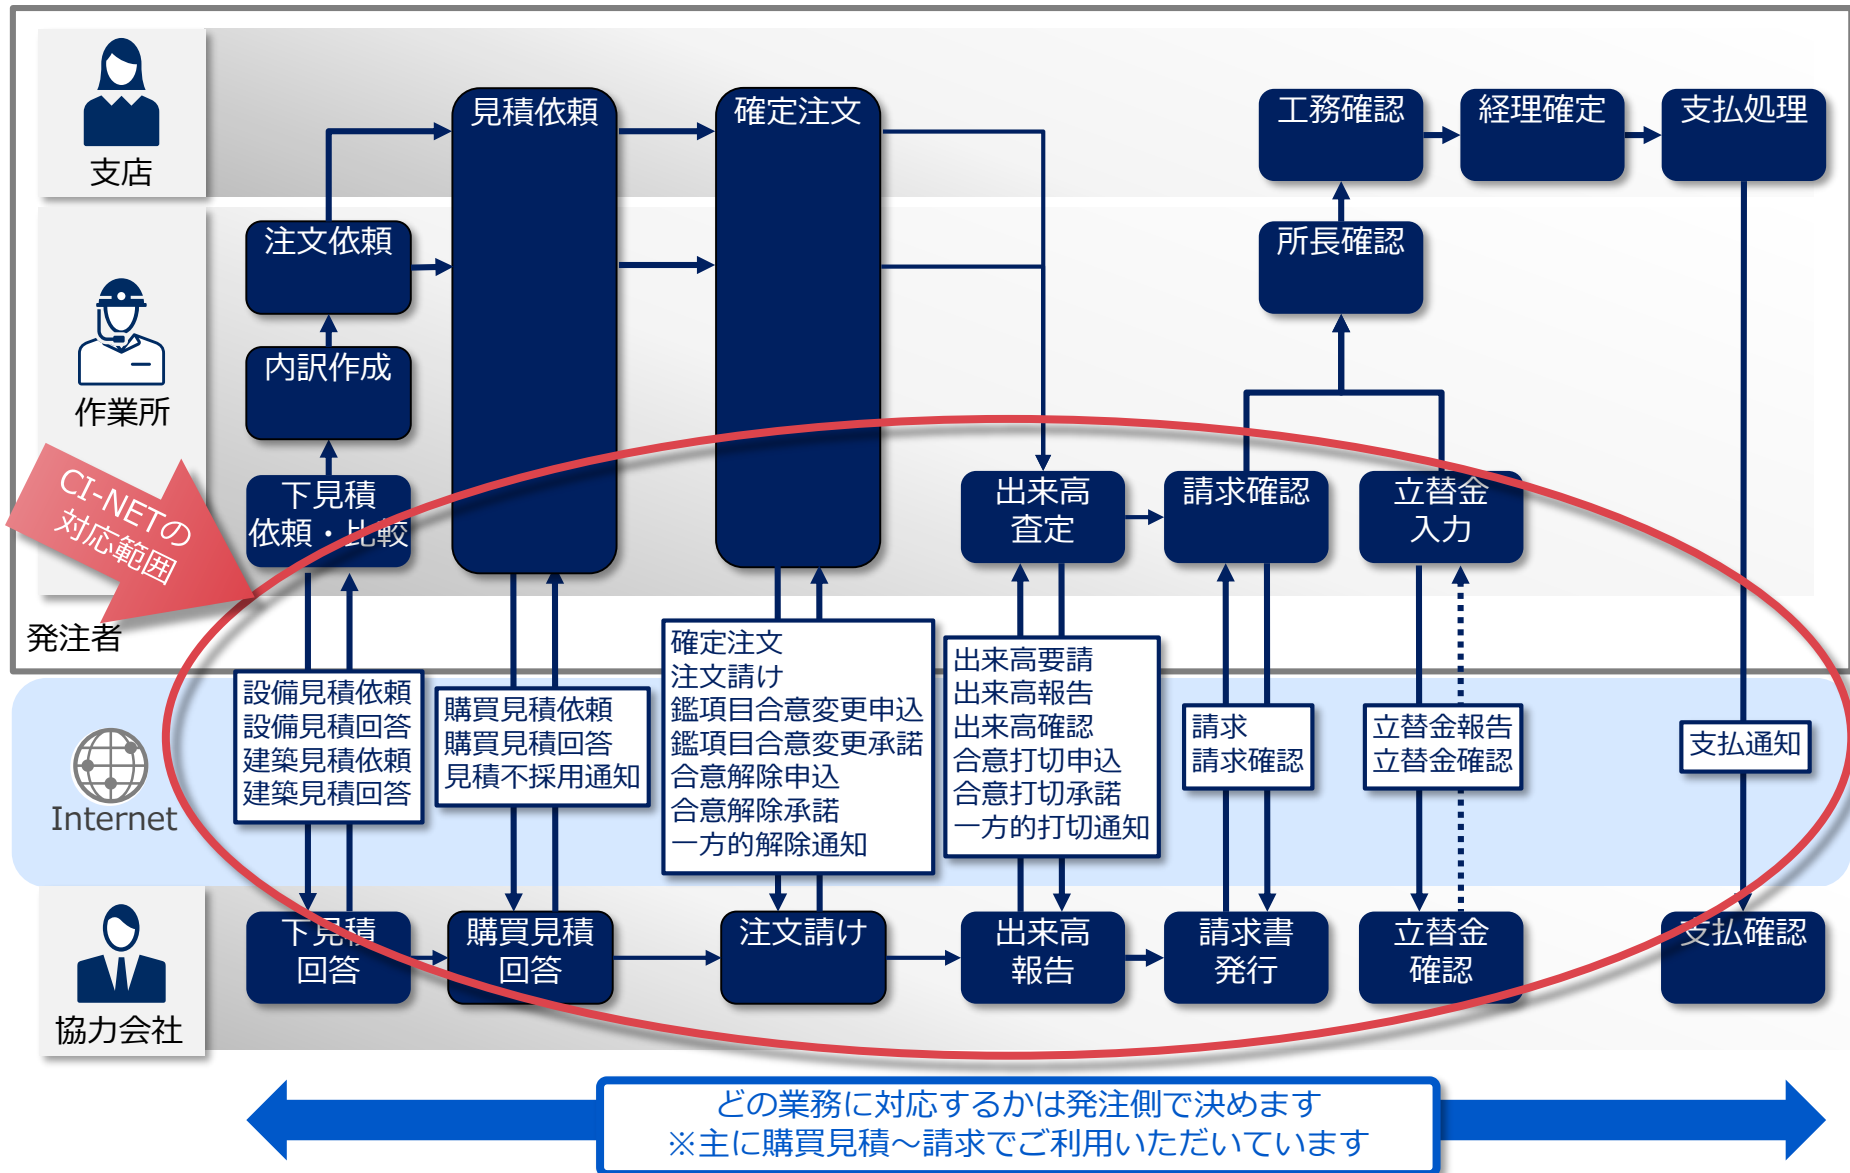 支店
見積依頼
確定注文
工務確認
経理確定
支払処理
注文依頼
所長確認
内訳作成
作業所
CI-NETの
対応範囲
下見積
依頼・比較
出来高
査定
請求確認
立替金
入力
発注者
設備見積依頼
設備見積回答
建築見積依頼
建築見積回答
購買見積依頼
購買見積回答
見積不採用通知
確定注文
注文請け
鑑項目合意変更申込
鑑項目合意変更承諾
合意解除申込
合意解除承諾
一方的解除通知
出来高要請
出来高報告
出来高確認
合意打切申込
合意打切承諾
一方的打切通知
請求
請求確認
立替金報告
立替金確認
支払通知
Internet
下見積
回答
購買見積
回答
注文請け
出来高
報告
請求書
発行
立替金
確認
支払確認
協力会社
どの業務に対応するかは発注側で決めます
※主に購買見積～請求でご利用いただいています